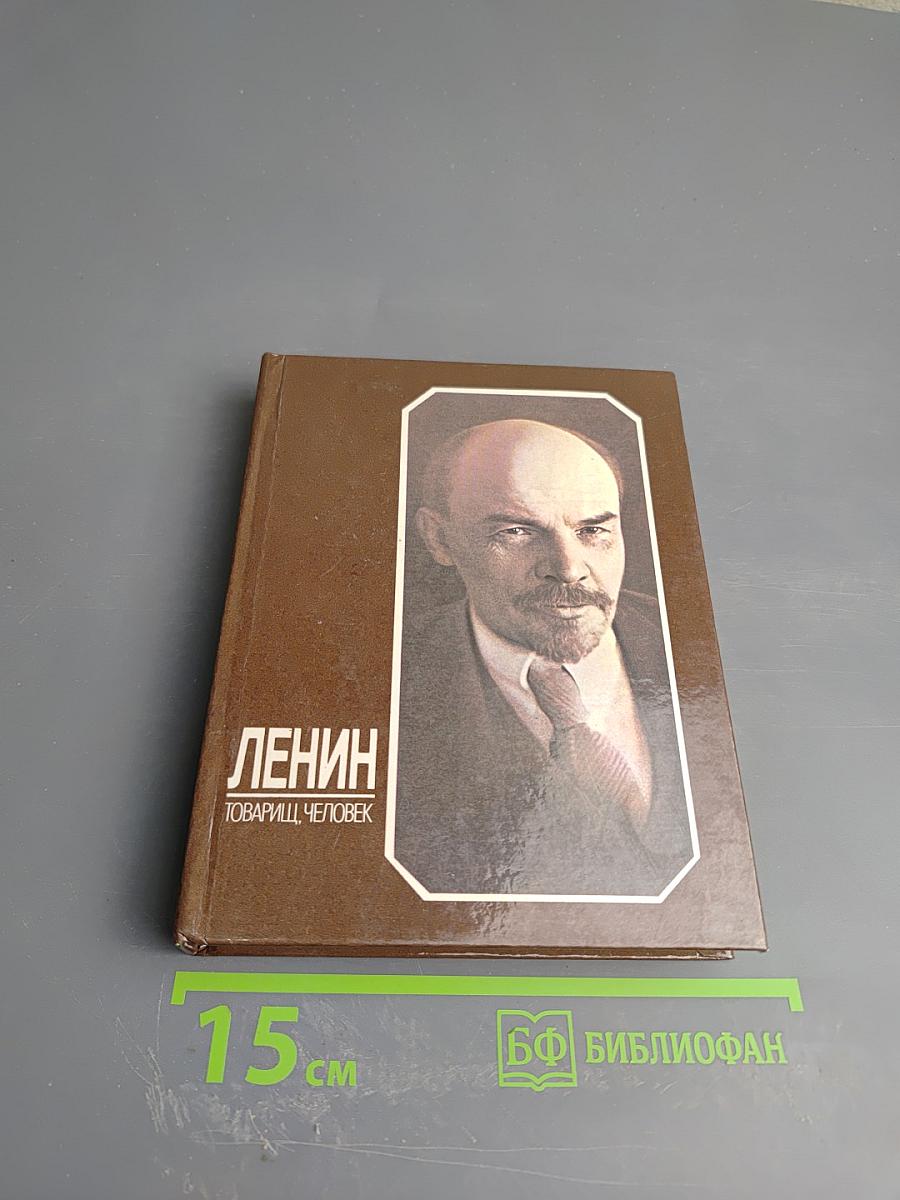 ЛЕНИН
ТОВАРИЩ, ЧЕЛОВЕК
15 см
БФ БИБЛИОФАН